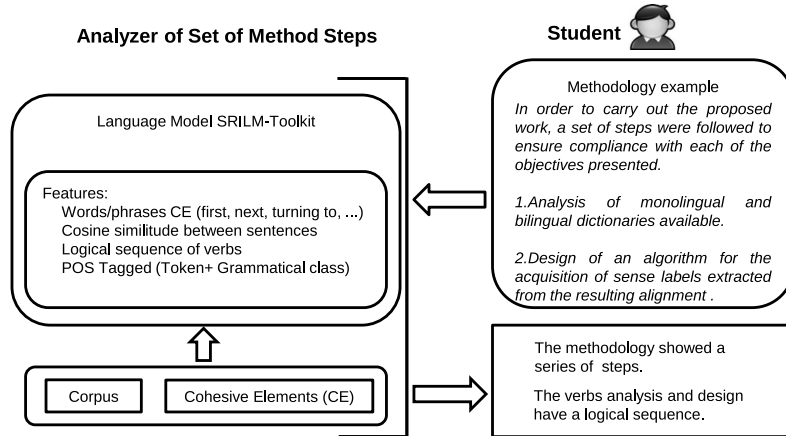 Analyzer of Set of Method Steps
Language Model SRILM-Toolkit
Features:
Words/phrases CE (first, next, turning to, ...)
Cosine similitude between sentences
Logical sequence of verbs
POS Tagged (Token+ Grammatical class)
Corpus
Cohesive Elements (CE)
Student
Methodology example
In order to carry out the proposed
work, a set of steps were followed to
ensure compliance with each of the
objectives presented.
1.Analysis of monolingual and
bilingual dictionaries available.
2.Design of an algorithm for the
acquisition of sense labels extracted
from the resulting alignment .
The methodology showed a
series of steps.
The verbs analysis and design
have a logical sequence.